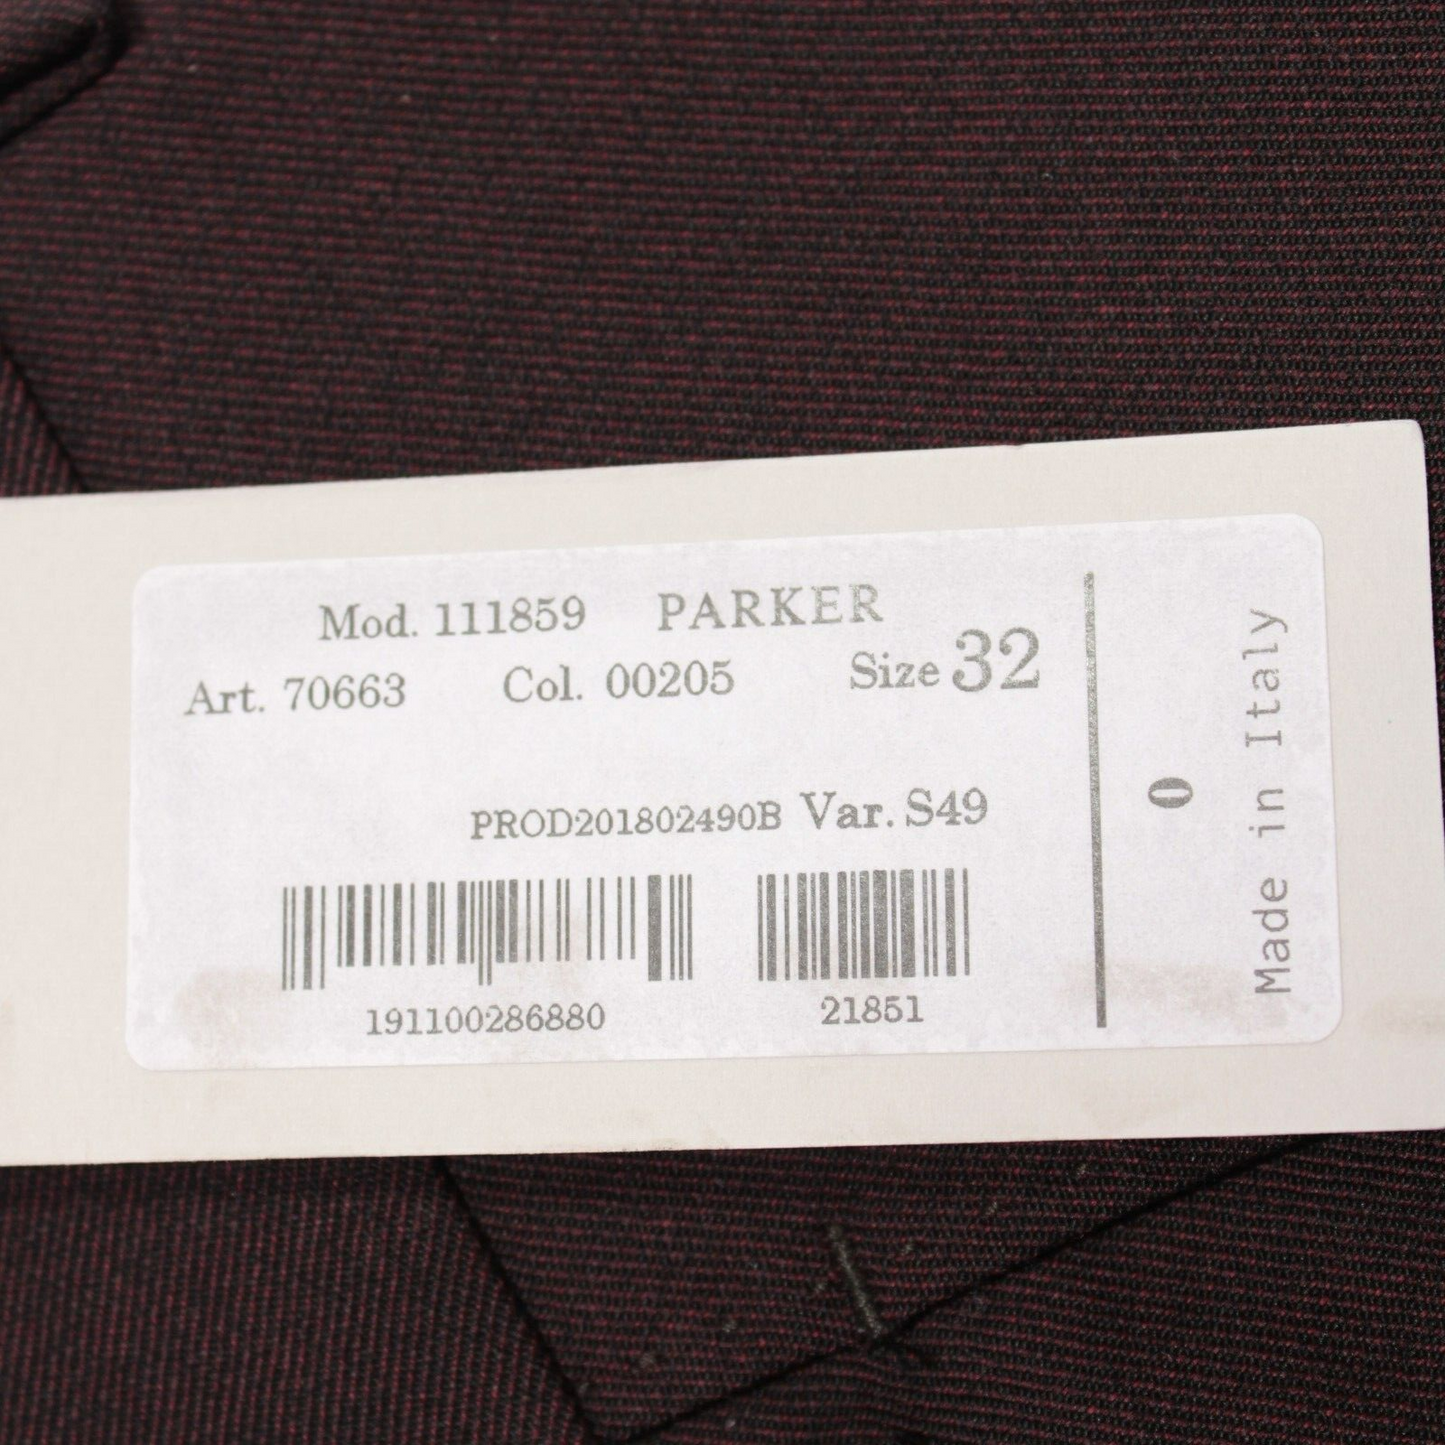 Mod. 111859 PARKER
Art. 70663 Col. 00205 Size 32
PROD201802490B Var. S49
191100286880 21851
0
Made in Italy